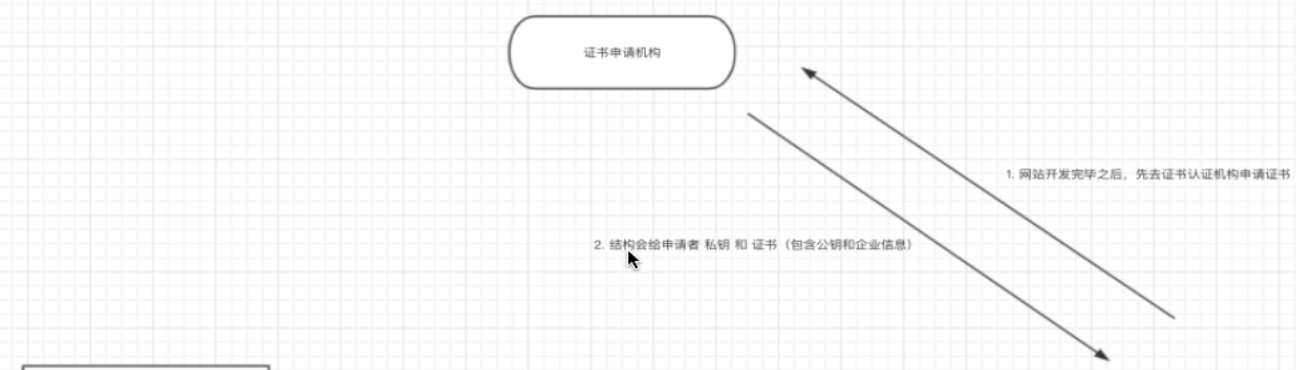 证书申请机构
1. 网站开发完毕之后，先去证书认证机构申请证书
2. 结构会给申请者 私钥 和 证书（包含公钥和企业信息）